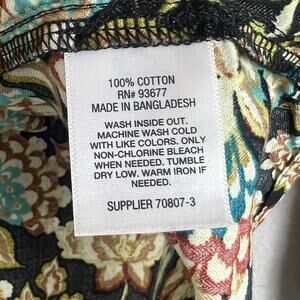 100% COTTON
RN# 93677
MADE IN BANGLADESH
WASH INSIDE OUT.
MACHINE WASH COLD
WITH LIKE COLORS. ONLY
NON-CHLORINE BLEACH
WHEN NEEDED. TUMBLE
DRY LOW. WARM IRON IF
NEEDED.
SUPPLIER 70807-3